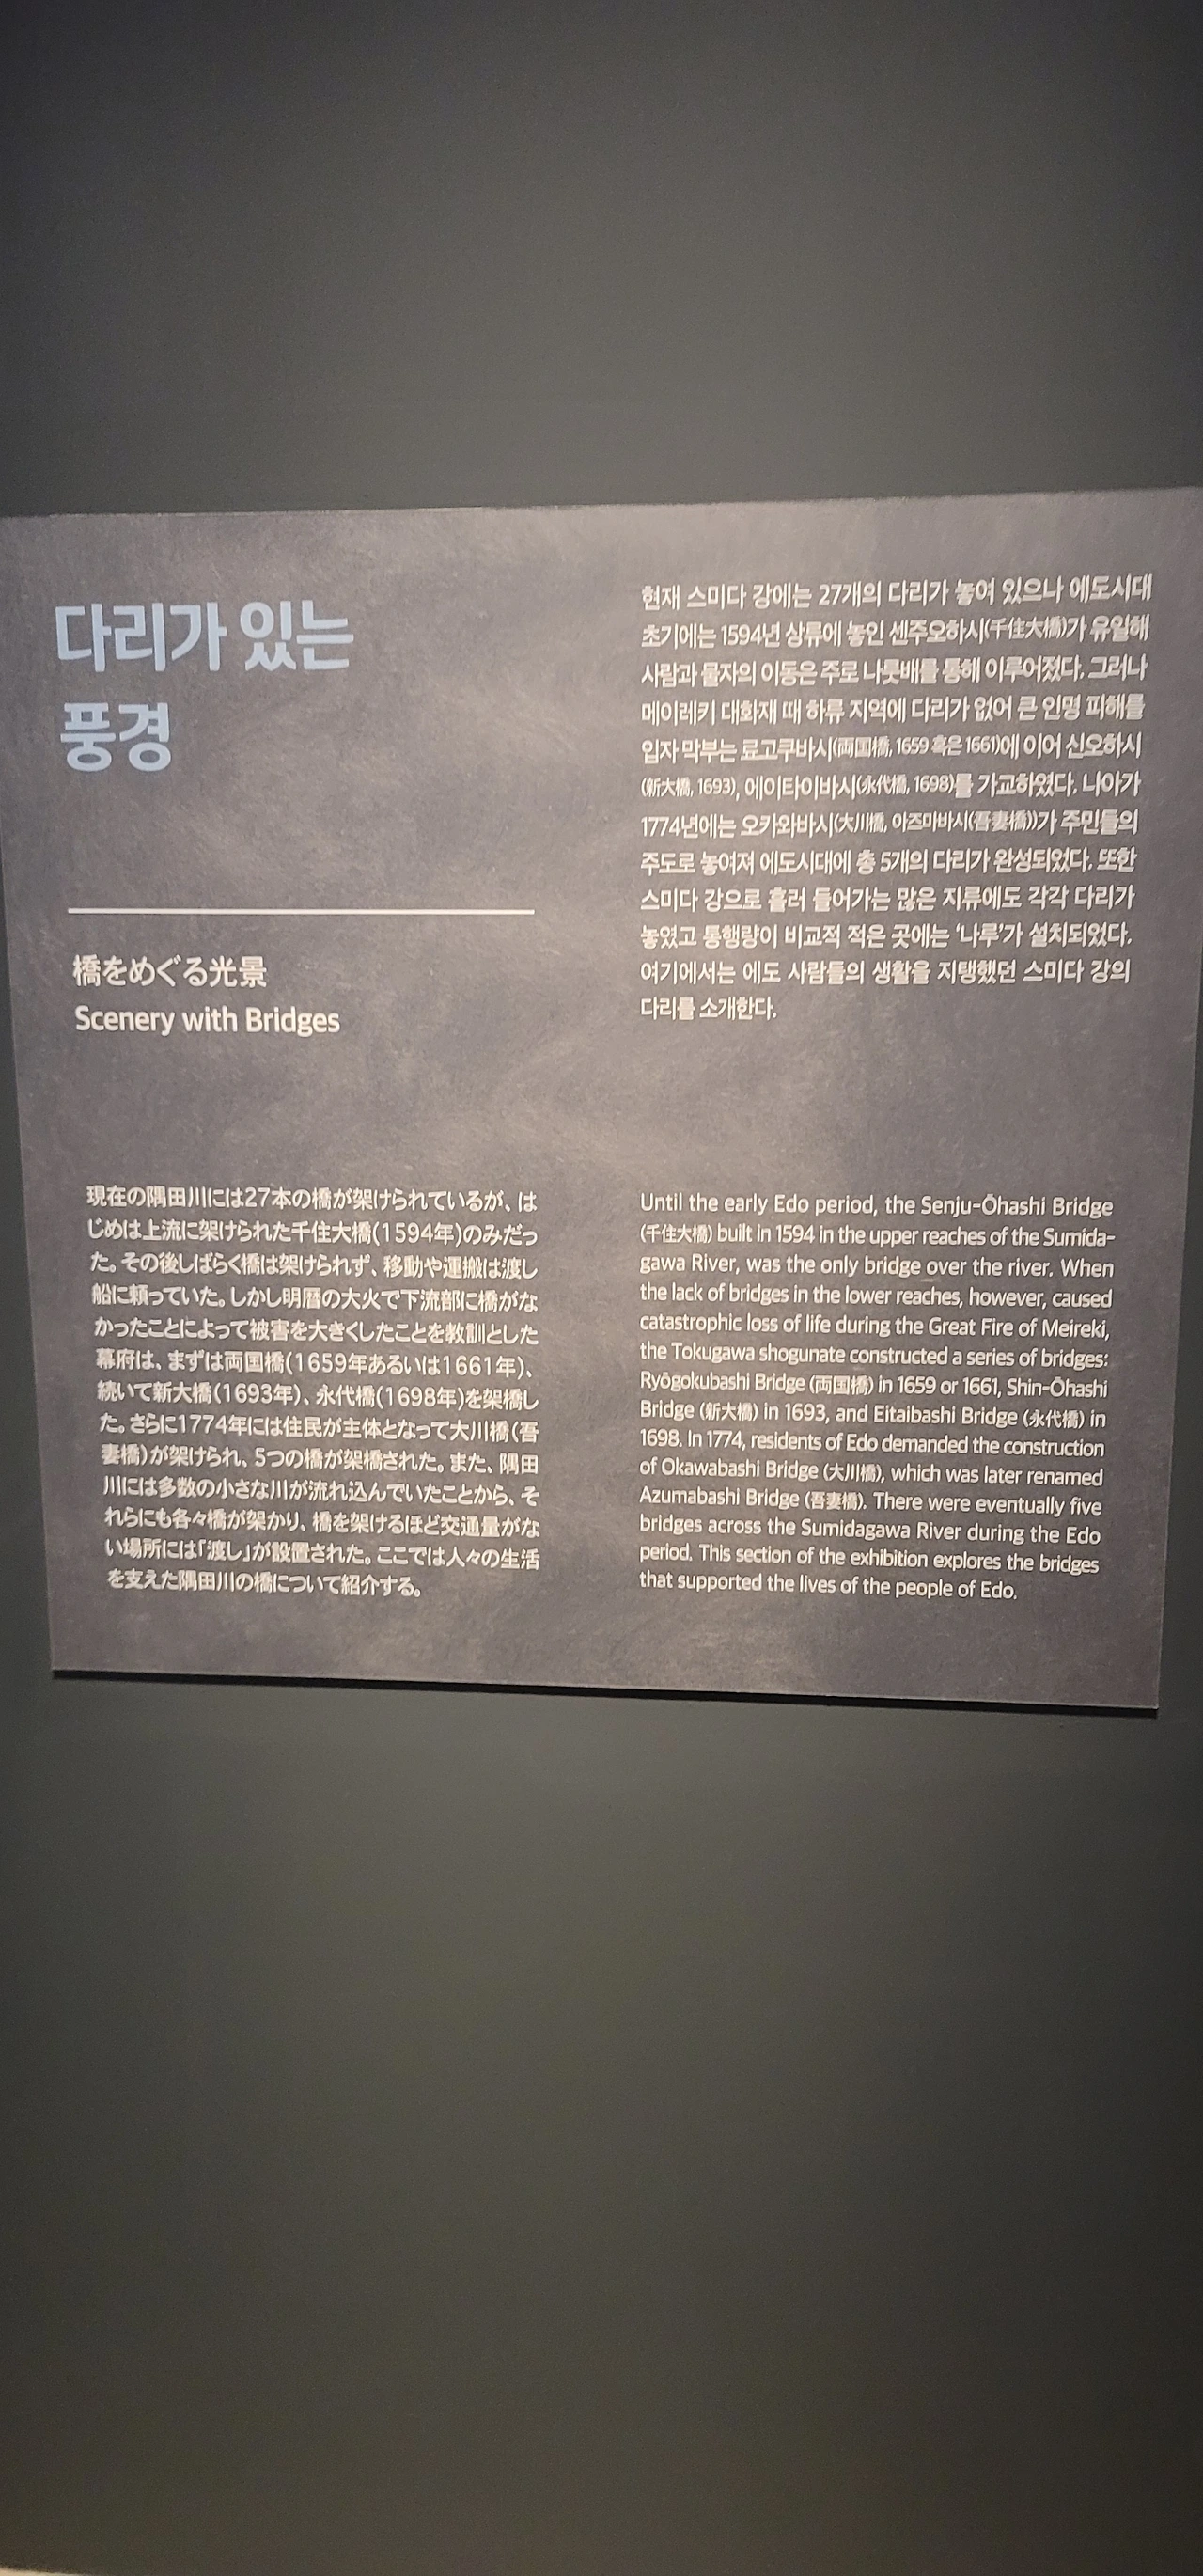 다리가 있는
풍경
橋をめぐる光景
Scenery with Bridges
현재 스미다 강에는 27개의 다리가 놓여 있으나 에도시대
초기에는 1594년 상류에 놓인 센주오하시(千住大橋)가 유일해
사람과 물자의 이동은 주로 나룻배를 통해 이루어졌다. 그러나
메이레키 대화재 때 하류 지역에 다리가 없어 큰 인명 피해를
입자 막부는 료고쿠바시(両国橋, 1659 혹은 1661)에 이어 신오하시
(新大橋, 1693), 에이타이바시(永代橋, 1698)를 가교하였다. 나아가
1774년에는 오카와바시(大川橋, 아즈마바시(吾妻橋))가 주민들의
주도로 놓여져 에도시대에 총 5개의 다리가 완성되었다. 또한
스미다 강으로 흘러 들어가는 많은 지류에도 각각 다리가
놓였고 통행량이 비교적 적은 곳에는 ‘나루’가 설치되었다.
여기에서는 에도 사람들의 생활을 지탱했던 스미다 강의
다리를 소개한다.
現在の隅田川には27本の橋が架けられているが、は
じめは上流に架けられた千住大橋(1594年)のみだっ
た。その後しばらく橋は架けられず、移動や運搬は渡し
船に頼っていた。しかし明暦の大火で下流部に橋がな
かったことによって被害を大きくしたことを教訓とした
幕府は、まずは両国橋(1659年あるいは1661年)、
続いて新大橋(1693年)、永代橋(1698年)を架橋し
た。さらに1774年には住民が主体となって大川橋(吾
妻橋)が架けられ、5つの橋が架橋された。また、隅田
川には多数の小さな川が流れ込んでいたことから、そ
れらにも各々橋が架かり、橋を架けるほど交通量がな
い場所には「渡し」が設置された。ここでは人々の生活
を支えた隅田川の橋について紹介する。
Until the early Edo period, the Senju-Ōhashi Bridge
(千住大橋) built in 1594 in the upper reaches of the Sumida-
gawa River, was the only bridge over the river. When
the lack of bridges in the lower reaches, however, caused
catastrophic loss of life during the Great Fire of Meireki,
the Tokugawa shogunate constructed a series of bridges:
Ryōgokubashi Bridge (両国橋) in 1659 or 1661, Shin-Ōhashi
Bridge (新大橋) in 1693, and Eitaibashi Bridge (永代橋) in
1698. In 1774, residents of Edo demanded the construction
of Okawabashi Bridge (大川橋), which was later renamed
Azumabashi Bridge (吾妻橋). There were eventually five
bridges across the Sumidagawa River during the Edo
period. This section of the exhibition explores the bridges
that supported the lives of the people of Edo.